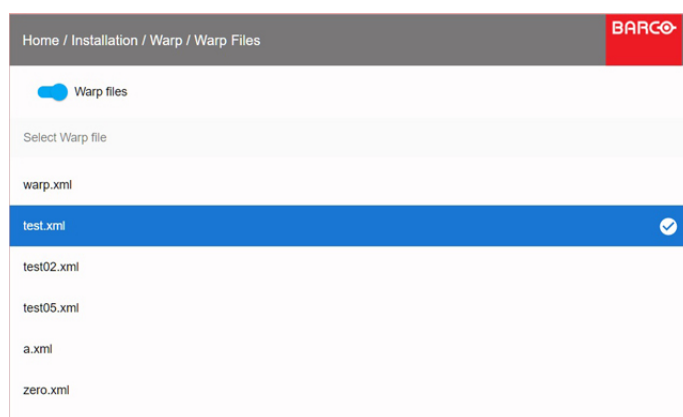 Home / Installation / Warp / Warp Files
BARCO
Warp files
Select Warp file
warp.xml
test.xml
test02.xml
test05.xml
a.xml
zero.xml